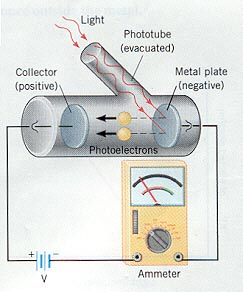 Light
Phototube
(evacuated)
Collector
(positive)
Metal plate
(negative)
Photoelectrons
+
-
V
Ammeter